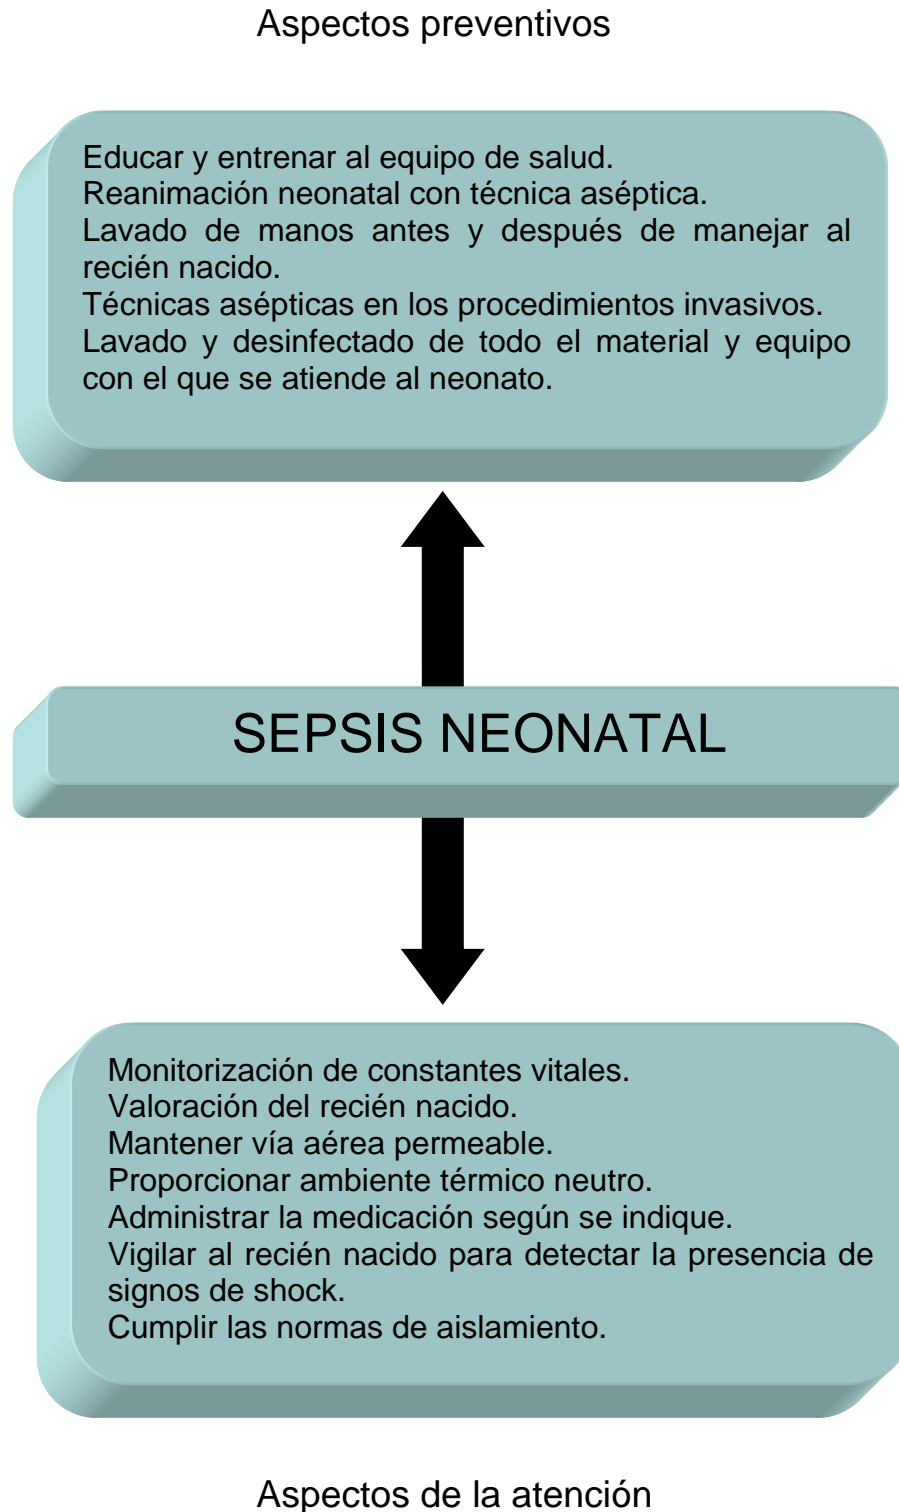 Aspectos preventivos
Educar y entrenar al equipo de salud.
Reanimación neonatal con técnica aséptica.
Lavado de manos antes y después de manejar al
recién nacido.
Técnicas asépticas en los procedimientos invasivos.
Lavado y desinfectado de todo el material y equipo
con el que se atiende al neonato.
SEPSIS NEONATAL
Monitorización de constantes vitales.
Valoración del recién nacido.
Mantener vía aérea permeable.
Proporcionar ambiente térmico neutro.
Administrar la medicación según se indique.
Vigilar al recién nacido para detectar la presencia de
signos de shock.
Cumplir las normas de aislamiento.
Aspectos de la atención